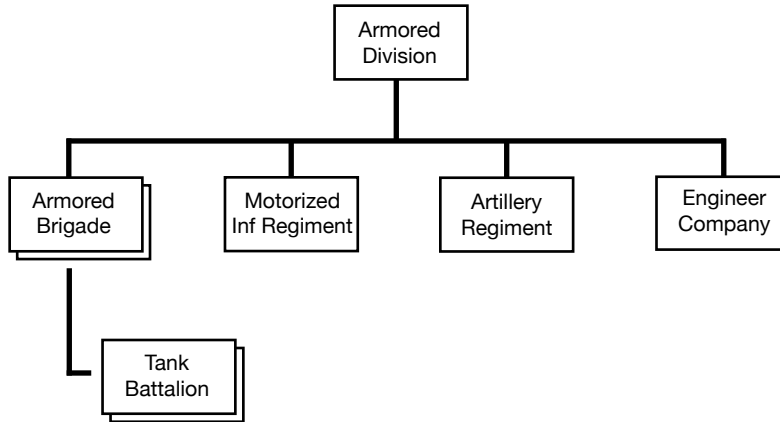 Armored
Division
Armored
Brigade
Motorized
Inf Regiment
Artillery
Regiment
Engineer
Company
Tank
Battalion